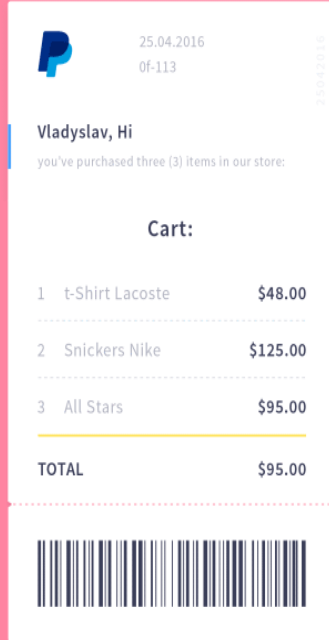 25.04.2016
0f-113
25042016
Vladyslav, Hi
you've purchased three (3) items in our store:
Cart:
1 t-Shirt Lacoste $48.00
2 Snickers Nike $125.00
3 All Stars $95.00
TOTAL $95.00